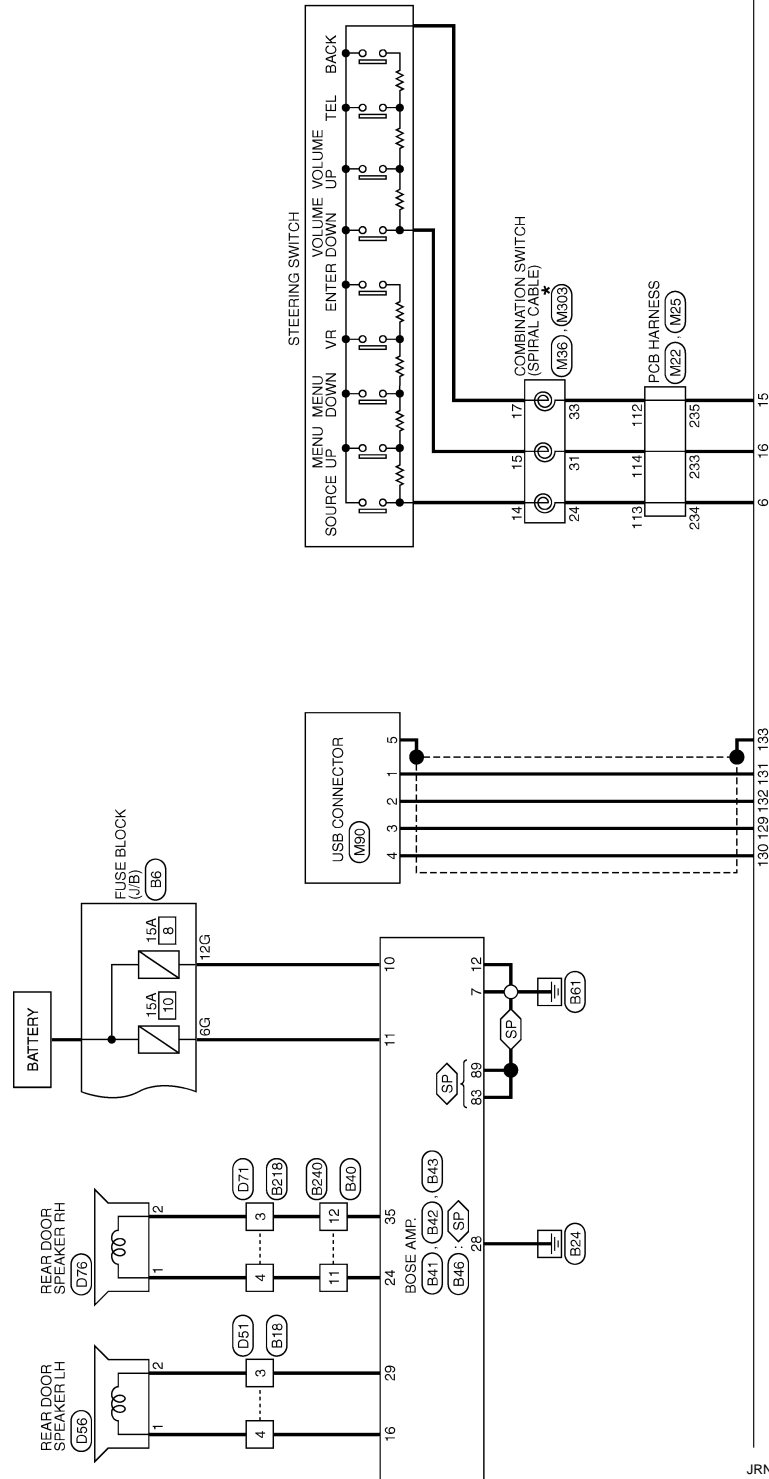 BATTERY
FUSE BLOCK
(J/B)
B6
15A
10
15A
8
6G
12G
REAR DOOR
SPEAKER LH
D56
1
2
REAR DOOR
SPEAKER RH
D76
1
2
4
3
D51
B18
4
3
D71
B218
11
12
B240
B40
16
29
24
35
11
10
BOSE AMP.
B41 , B42 , B43
B46 : SP
28
B24
83
89
SP
SP
7
12
B61
USB CONNECTOR
M90
4
3
2
1
5
130
129
132
131
133
STEERING SWITCH
SOURCE
MENU
UP
MENU
DOWN
VR
ENTER
VOLUME
DOWN
VOLUME
UP
TEL
BACK
14
15
17
COMBINATION SWITCH
(SPIRAL CABLE)
*
M36 , M303
24
31
33
113
114
112
PCB HARNESS
M22 , M25
234
233
235
6
16
15
JRN